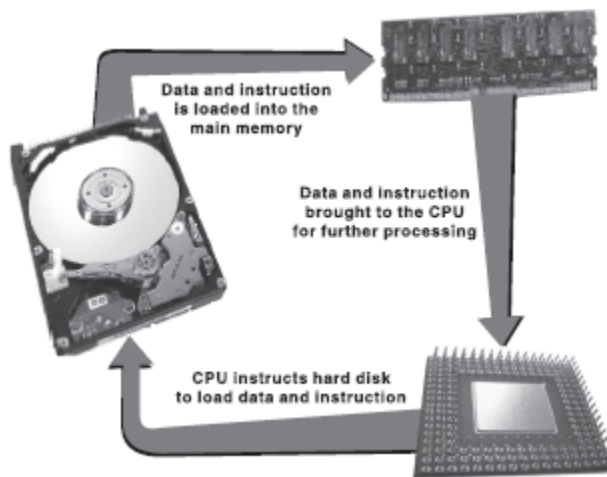 Data and instruction
is loaded into the
main memory
Data and instruction
brought to the CPU
for further processing
CPU instructs hard disk
to load data and instruction